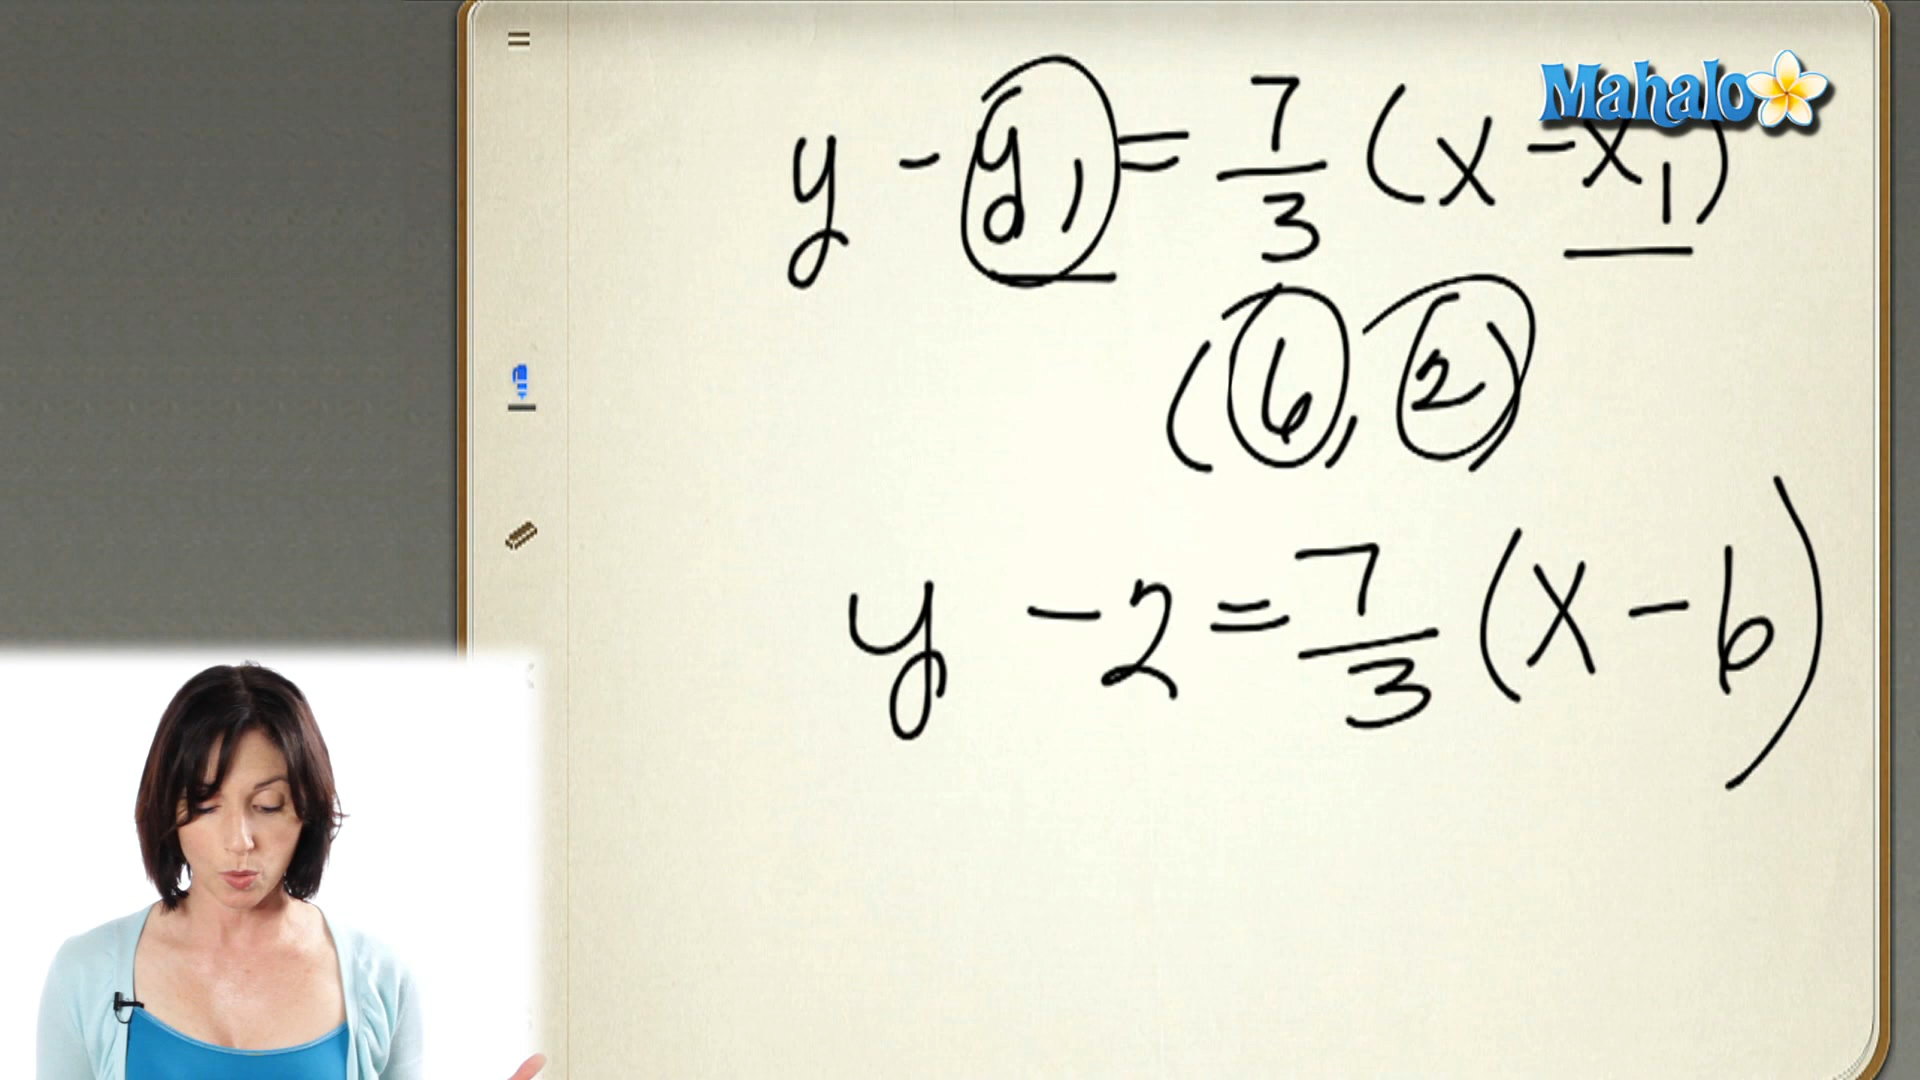 Mahalo
y - y₁ = 7/3 (x - x₁)
(6, 2)
y - 2 = 7/3 (x - 6)